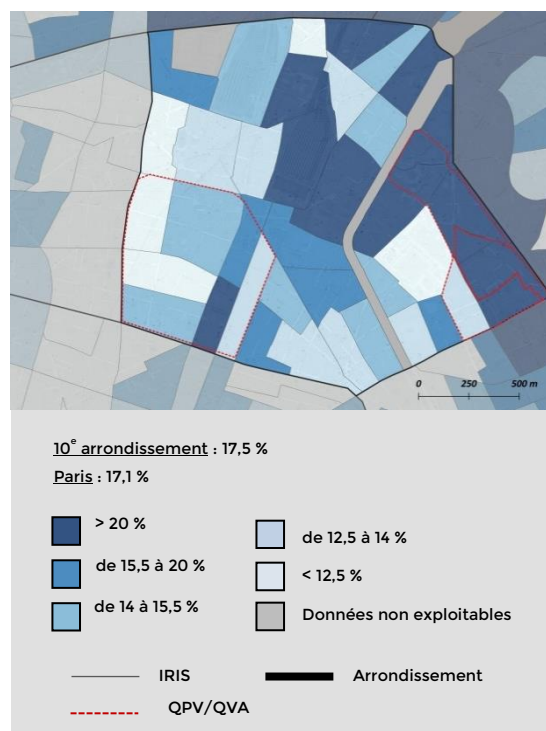 0 250 500 m
10e arrondissement : 17,5 %
Paris : 17,1 %
> 20 %
de 15,5 à 20 %
de 14 à 15,5 %
de 12,5 à 14 %
< 12,5 %
Données non exploitables
IRIS
Arrondissement
QPV/QVA